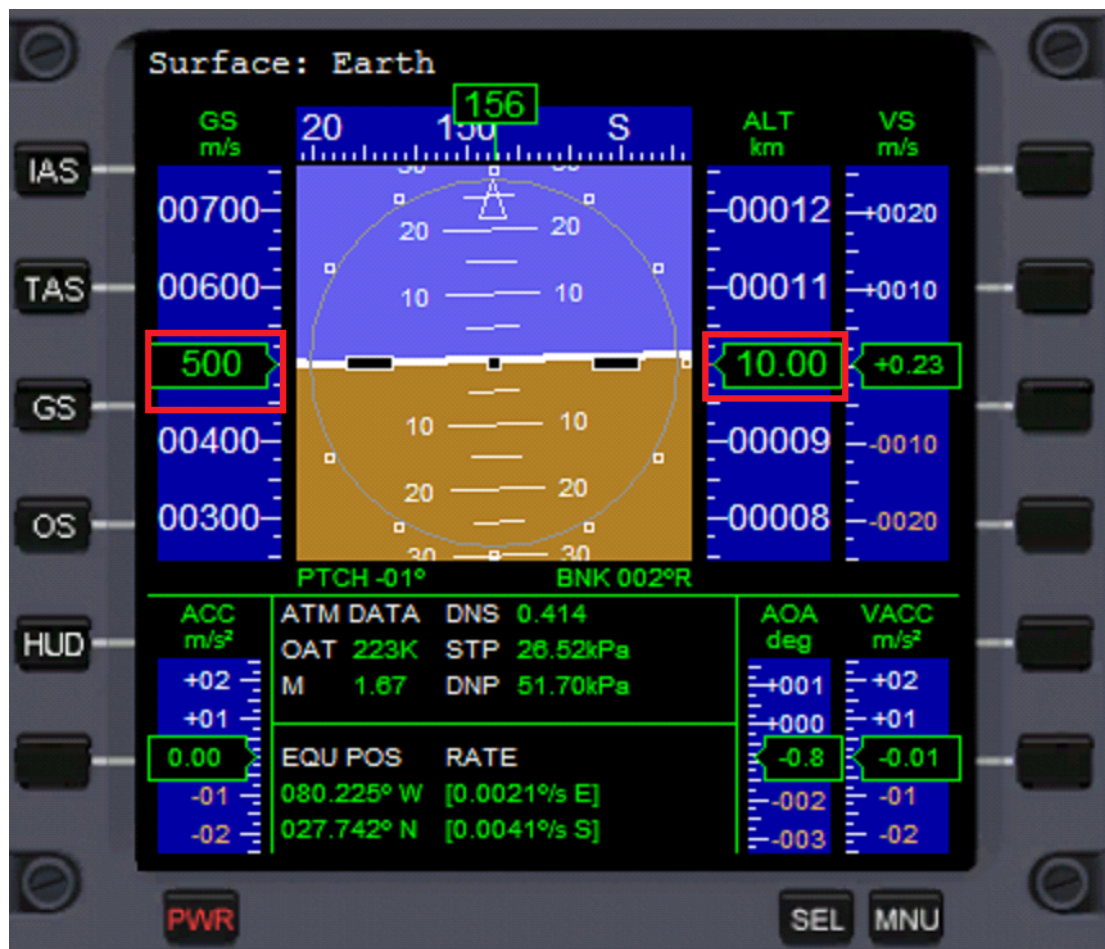 Surface: Earth
156
GS
m/s
20 150 S
ALT
km
VS
m/s
IAS
TAS
GS
OS
HUD
00700
00600
500
00400
00300
20 20
10 10
10 10
20 20
30 30
00012
00011
10.00
00009
00008
+0020
+0010
+0.23
-0010
-0020
PTCH -01º BNK 002ºR
ACC
m/s²
+02
+01
0.00
-01
-02
ATM DATA DNS 0.414
OAT 223K STP 26.52kPa
M 1.67 DNP 51.70kPa
EQU POS RATE
080.225º W [0.0021º/s E]
027.742º N [0.0041º/s S]
AOA
deg
+001
+000
-0.8
-002
-003
VACC
m/s²
+02
+01
-0.01
-01
-02
PWR
SEL
MNU